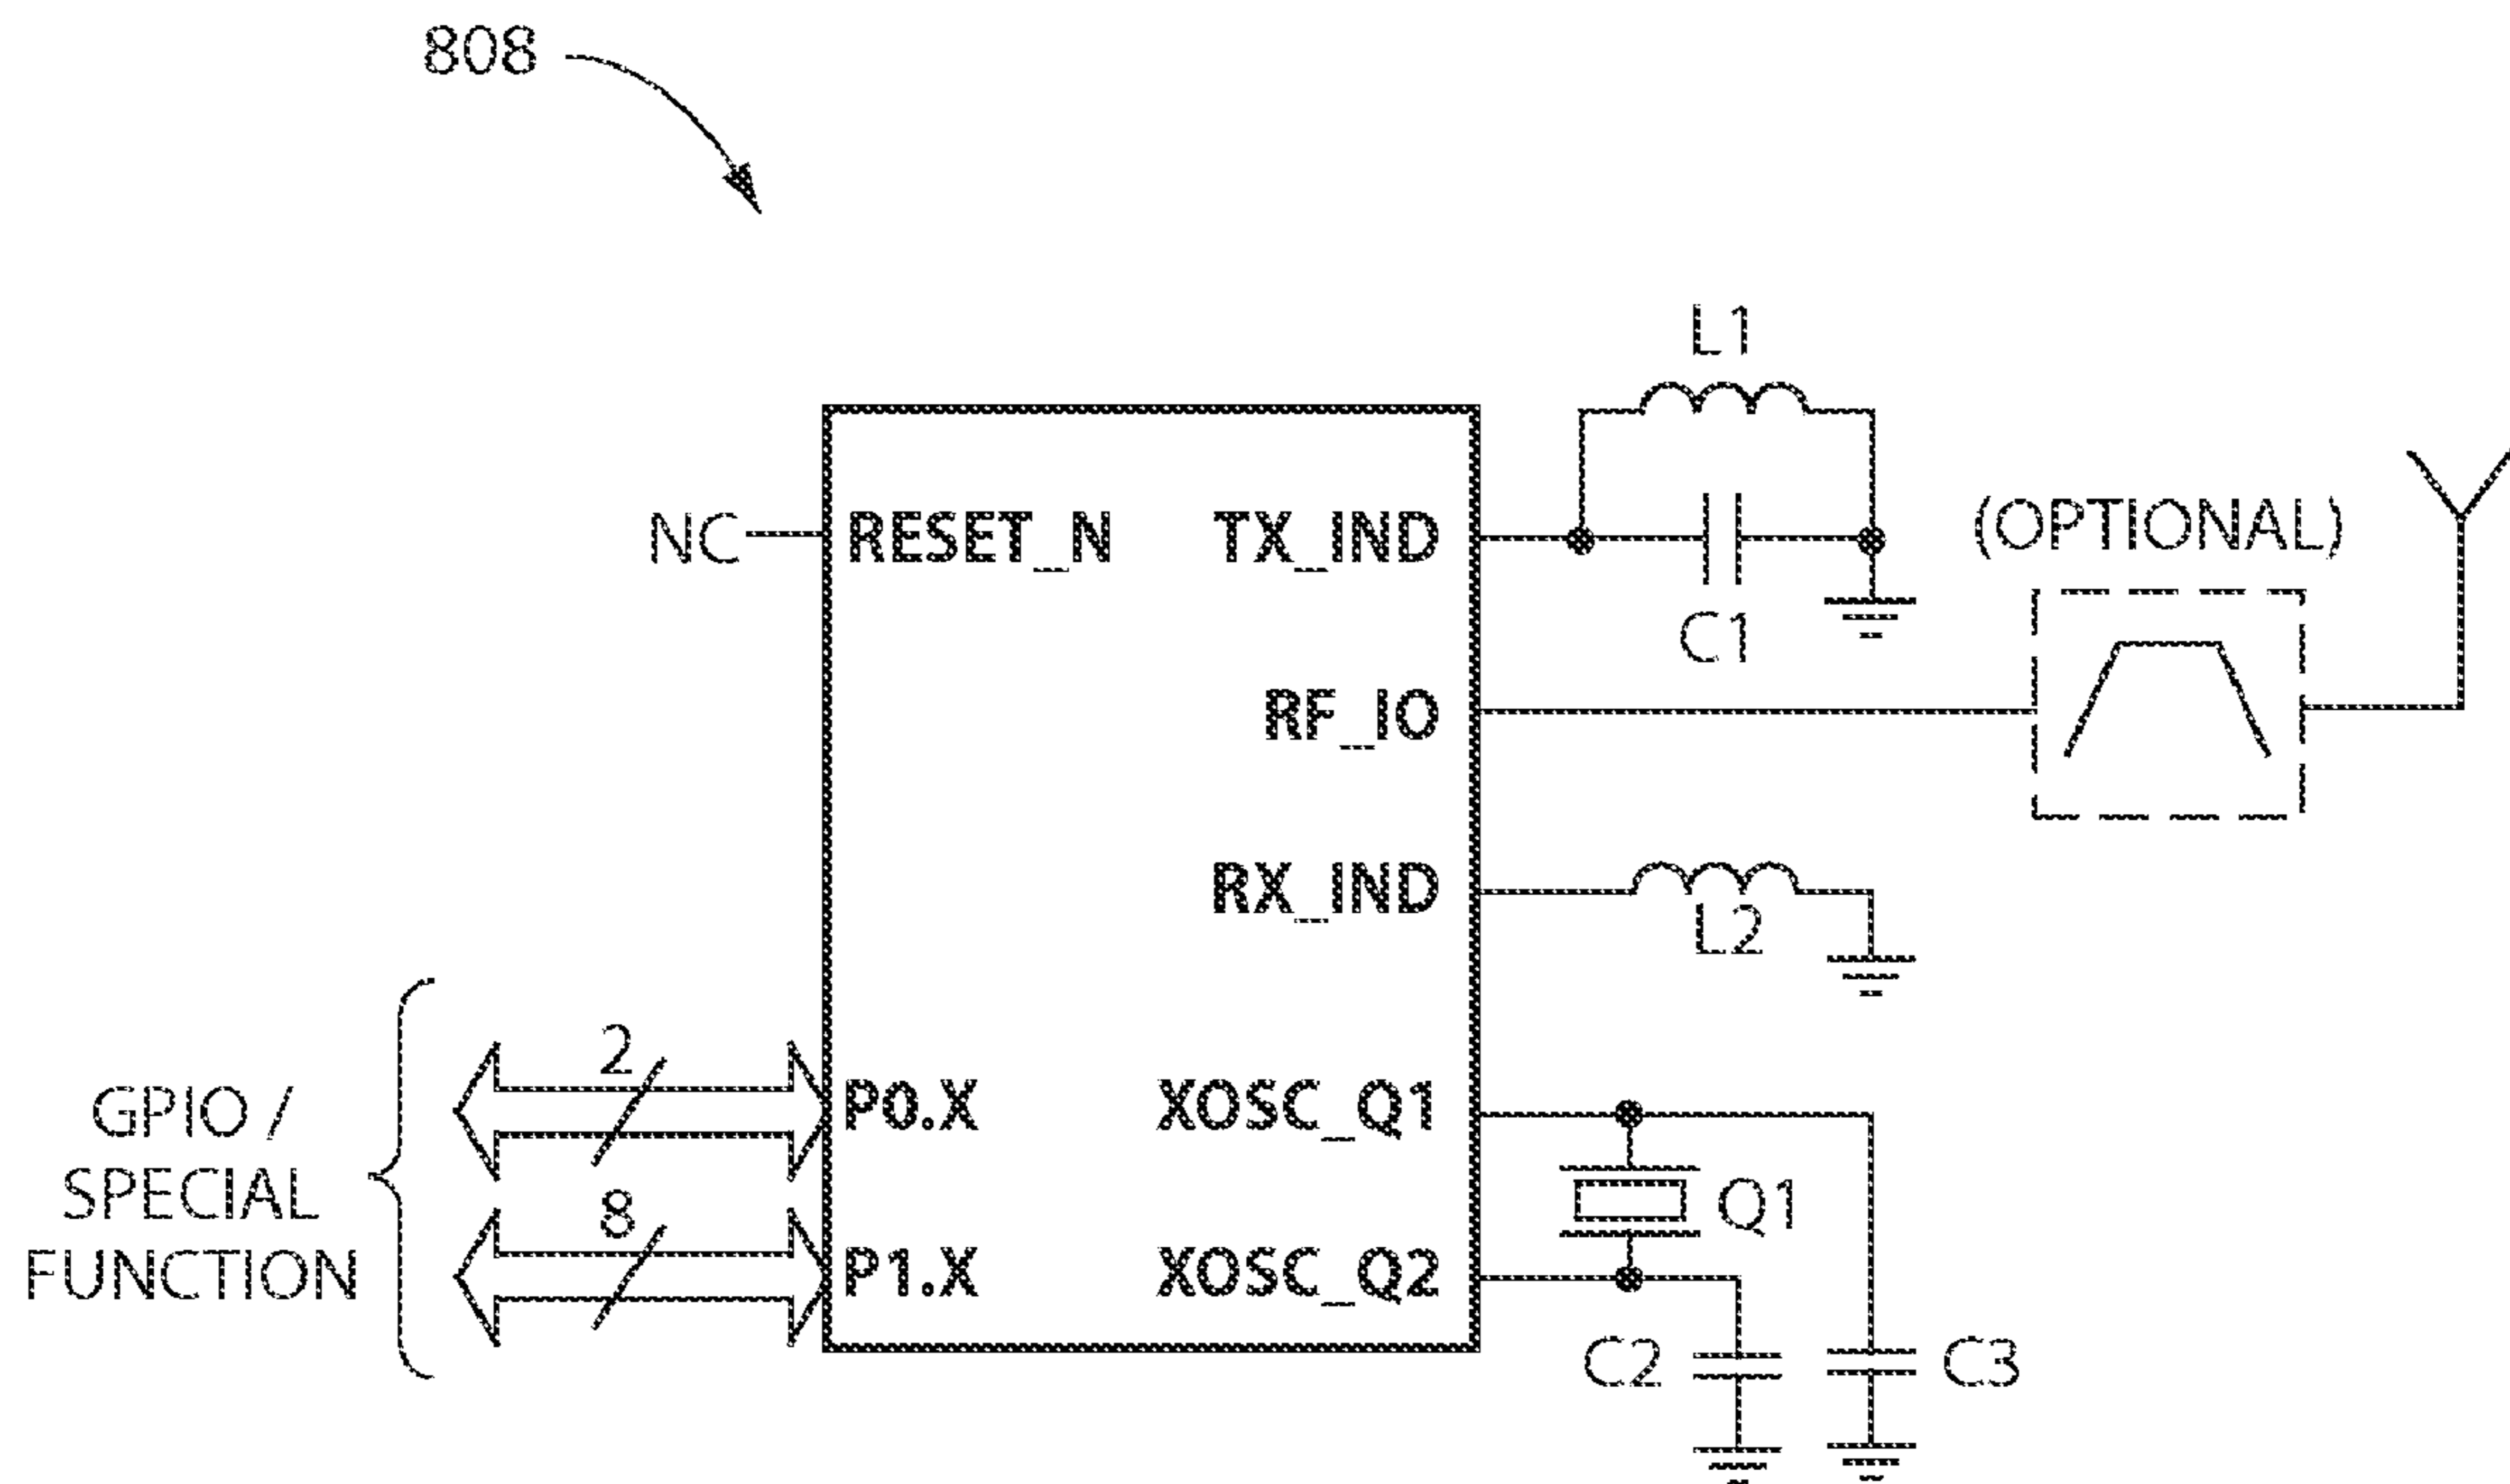 808
L1
NC
RESET_N
TX_IND
(OPTIONAL)
C1
RF_IO
RX_IND
L2
GPIO /
SPECIAL
FUNCTION
2
P0.X
XOSC_Q1
8
Q1
P1.X
XOSC_Q2
C2
C3